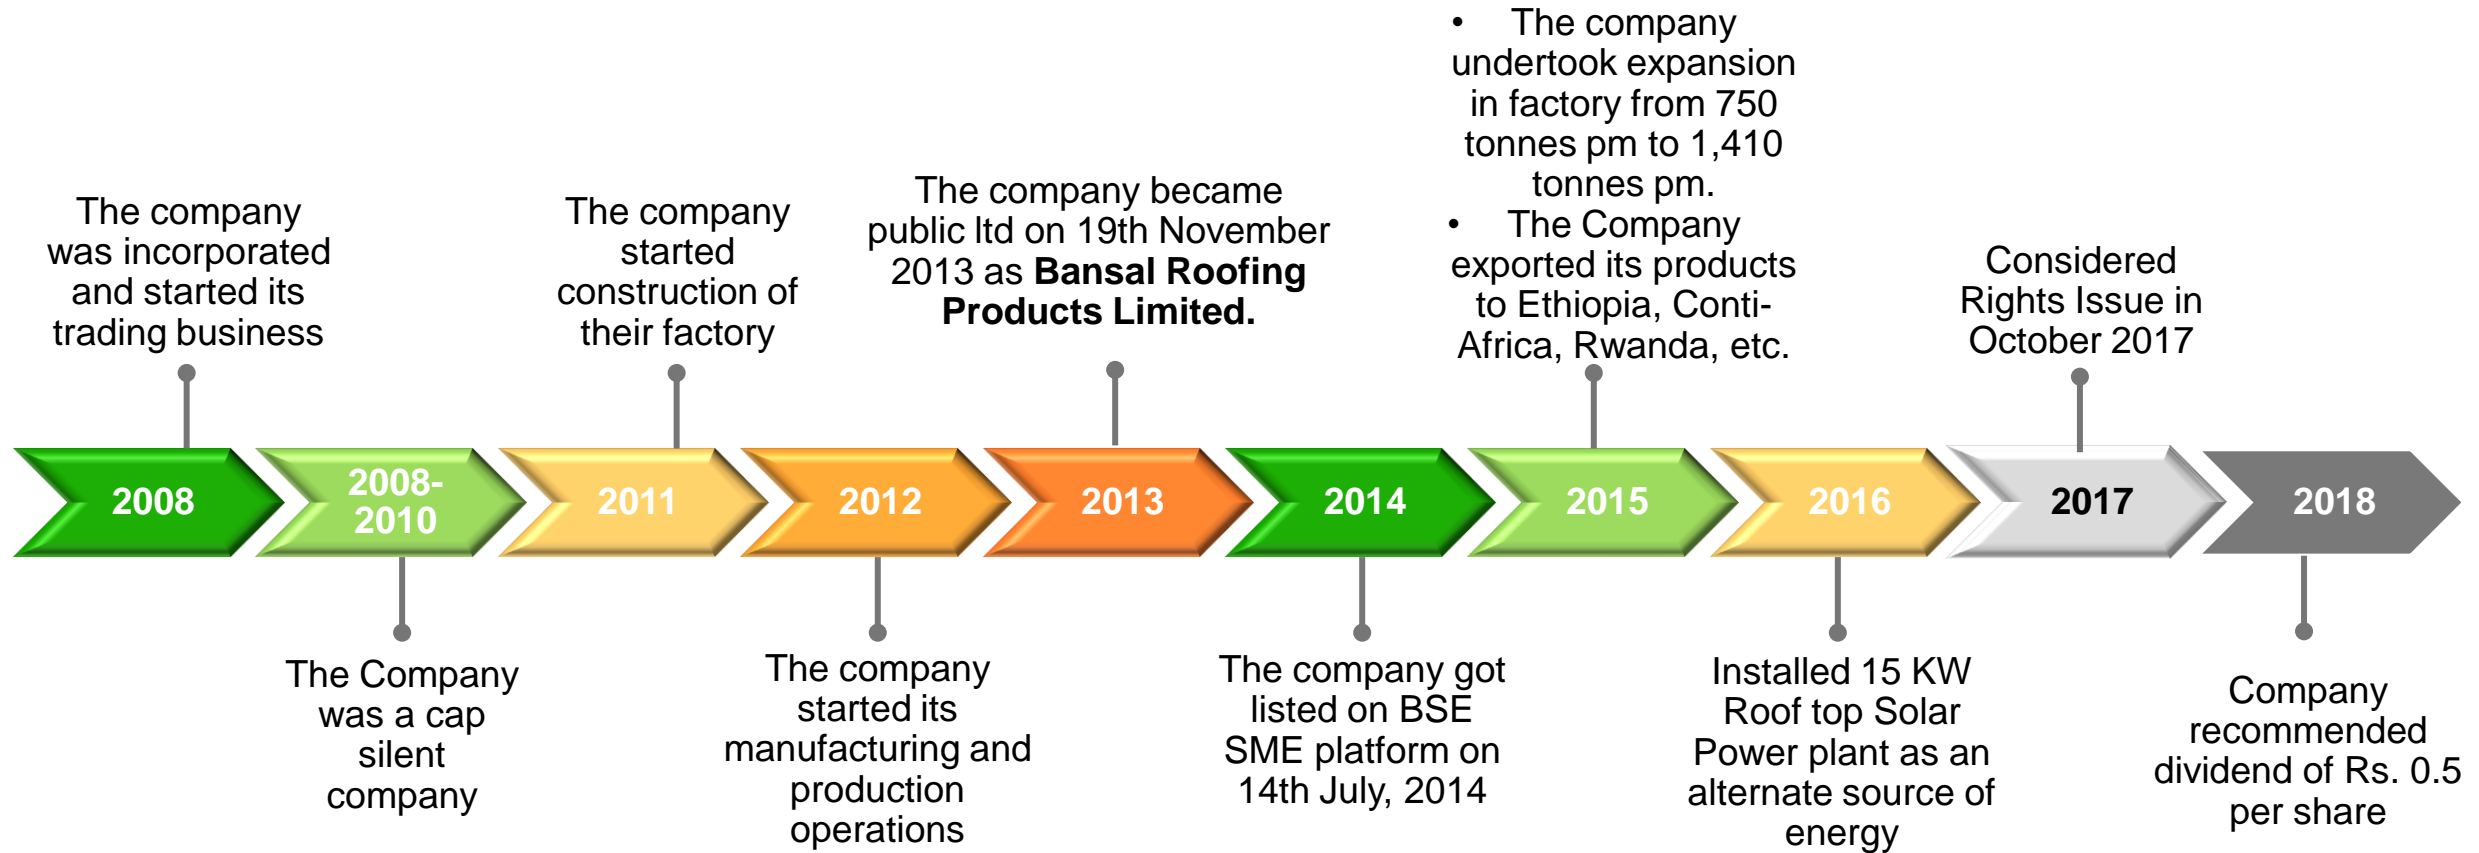 The company
was incorporated
and started its
trading business
The company
started
construction of
their factory
The company became
public ltd on 19th November
2013 as Bansal Roofing
Products Limited.
• The company
undertook expansion
in factory from 750
tonnes pm to 1,410
tonnes pm.
• The Company
exported its products
to Ethiopia, Conti-
Africa, Rwanda, etc.
Considered
Rights Issue in
October 2017
2008
2008-
2010
2011
2012
2013
2014
2015
2016
2017
2018
The Company
was a cap
silent
company
The company
started its
manufacturing and
production
operations
The company got
listed on BSE
SME platform on
14th July, 2014
Installed 15 KW
Roof top Solar
Power plant as an
alternate source of
energy
Company
recommended
dividend of Rs. 0.5
per share